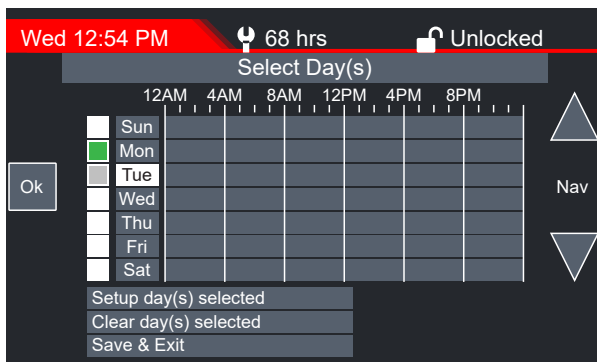 Wed 12:54 PM 68 hrs Unlocked
Select Day(s)
12AM 4AM 8AM 12PM 4PM 8PM
Sun
Mon
Tue
Ok Wed Nav
Thu
Fri
Sat
Setup day(s) selected
Clear day(s) selected
Save & Exit